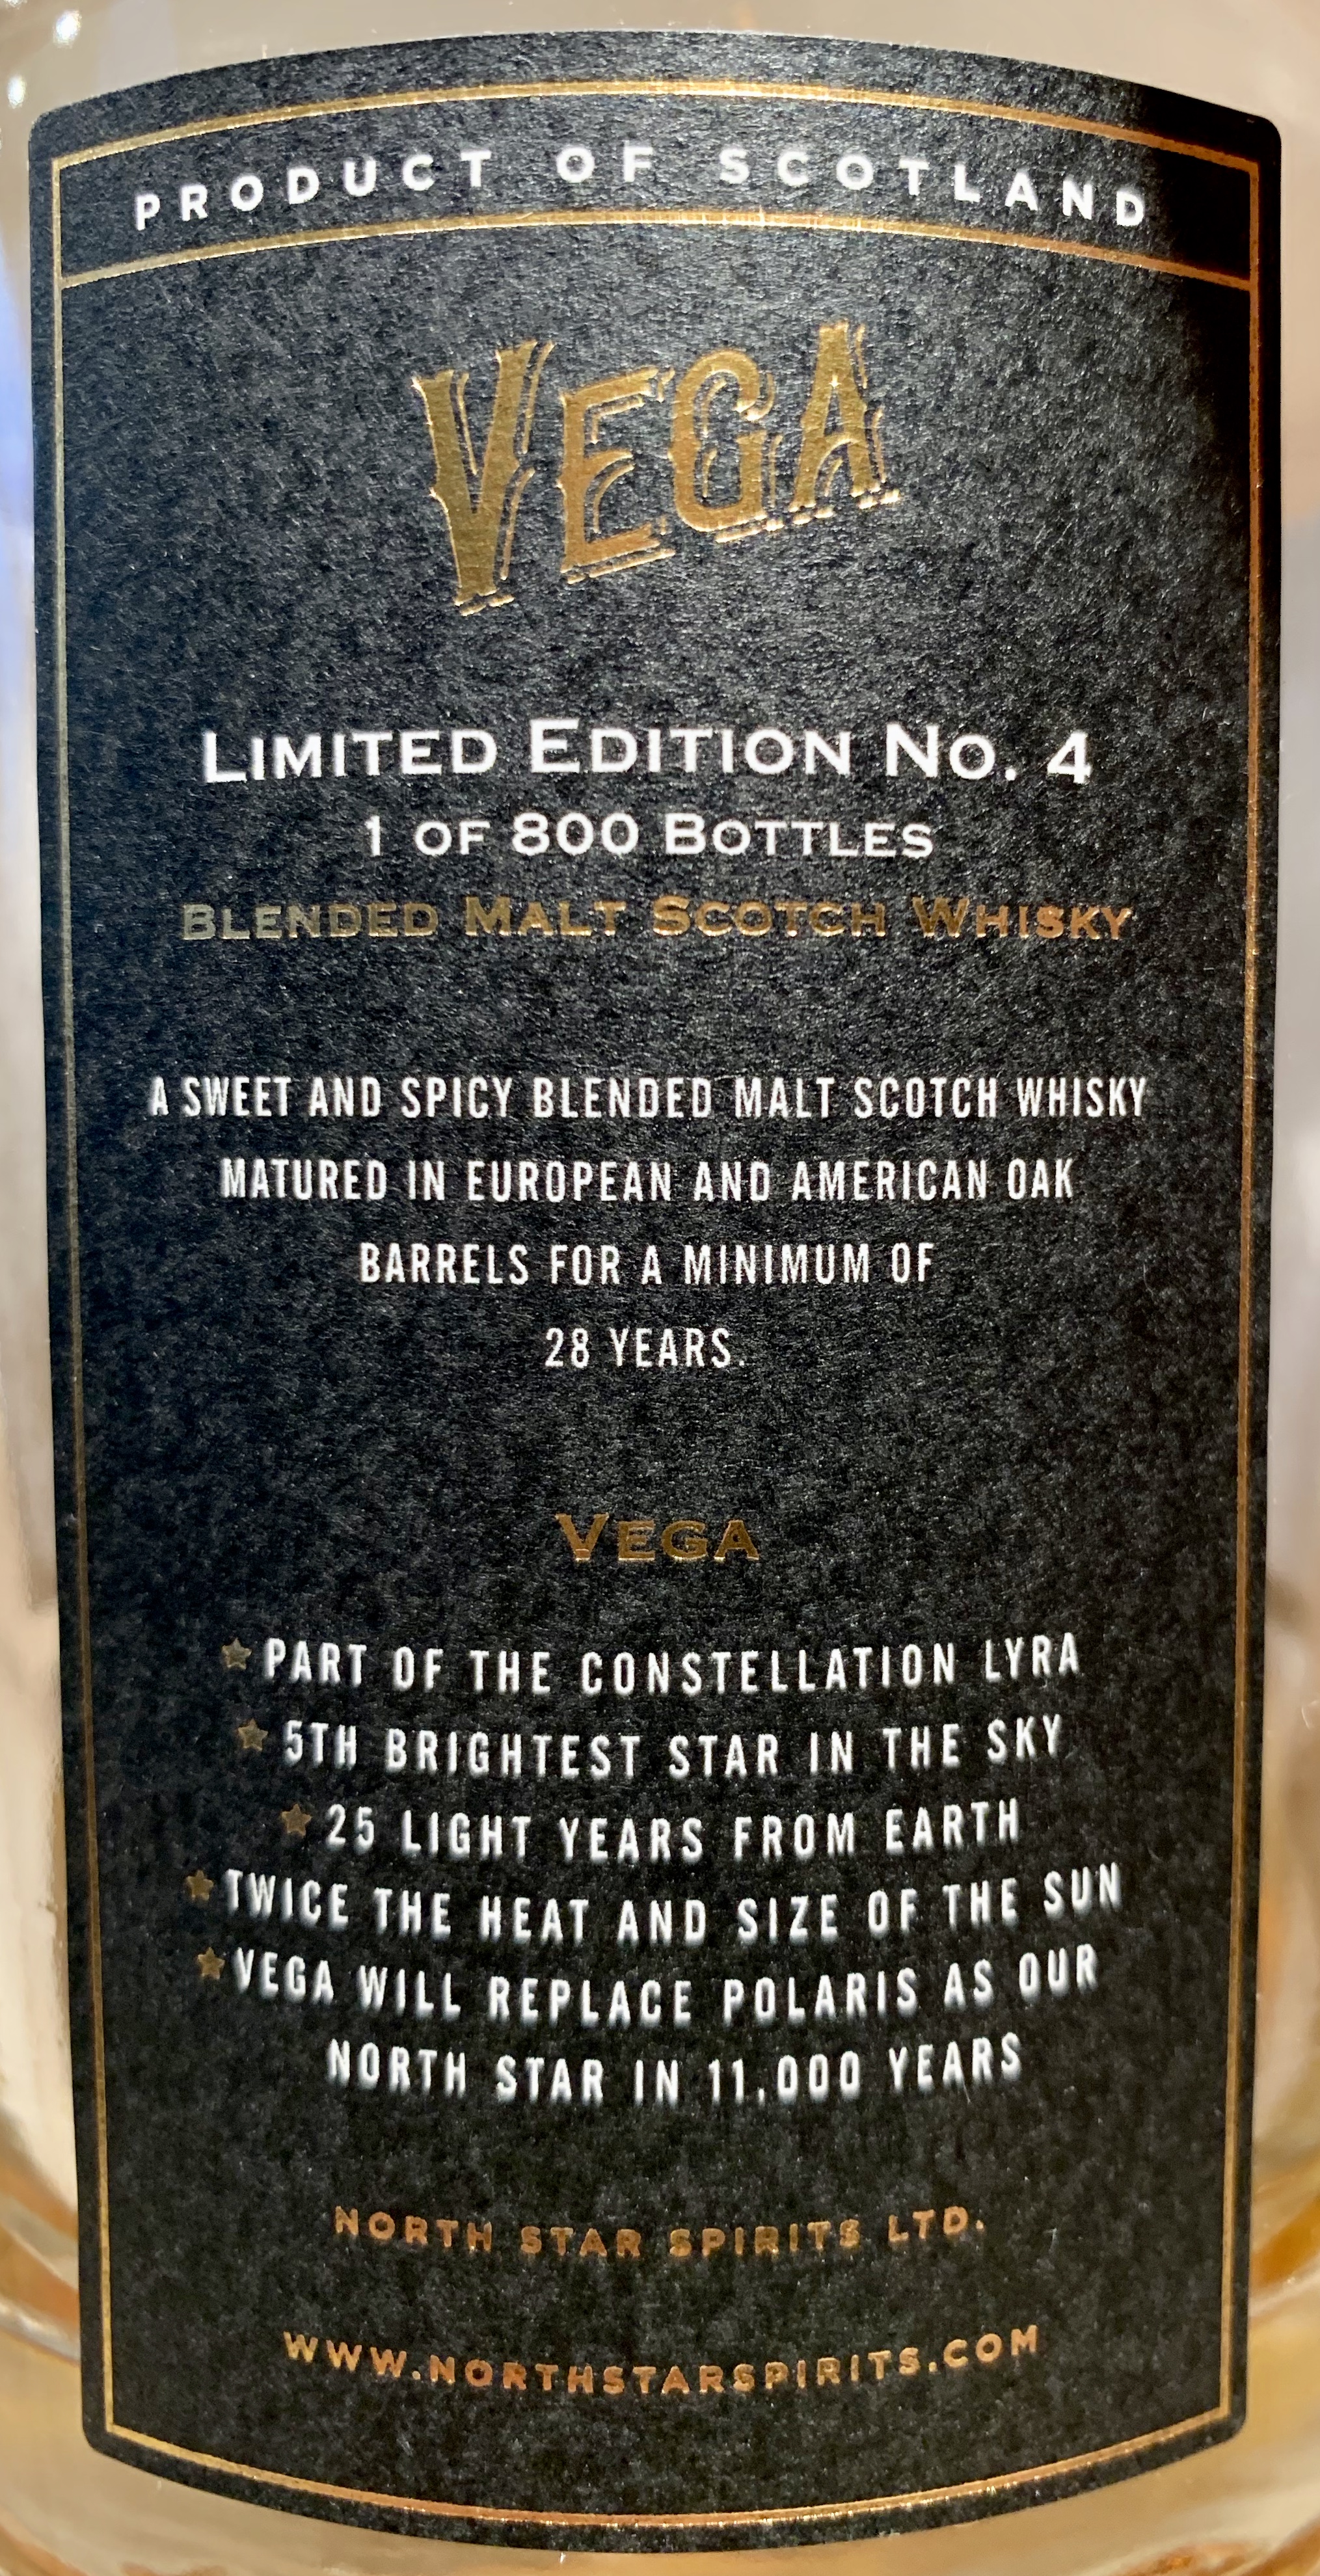 PRODUCT OF SCOTLAND
VEGA
LIMITED EDITION NO. 4
1 OF 800 BOTTLES
BLENDED MALT SCOTCH WHISKY
A SWEET AND SPICY BLENDED MALT SCOTCH WHISKY
MATURED IN EUROPEAN AND AMERICAN OAK
BARRELS FOR A MINIMUM OF
28 YEARS.
VEGA
★ PART OF THE CONSTELLATION LYRA
★ 5TH BRIGHTEST STAR IN THE SKY
★ 25 LIGHT YEARS FROM EARTH
★ TWICE THE HEAT AND SIZE OF THE SUN
★ VEGA WILL REPLACE POLARIS AS OUR
NORTH STAR IN 11,000 YEARS
NORTH STAR SPIRITS LTD.
WWW.NORTHSTARSPIRITS.COM